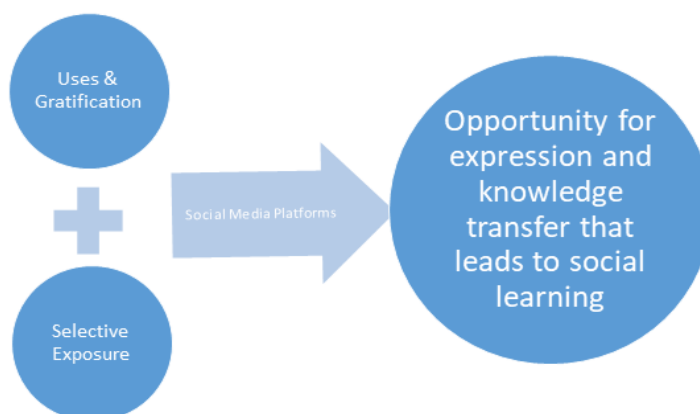 Uses &
Gratification
Selective
Exposure
Social Media Platforms
Opportunity for
expression and
knowledge
transfer that
leads to social
learning